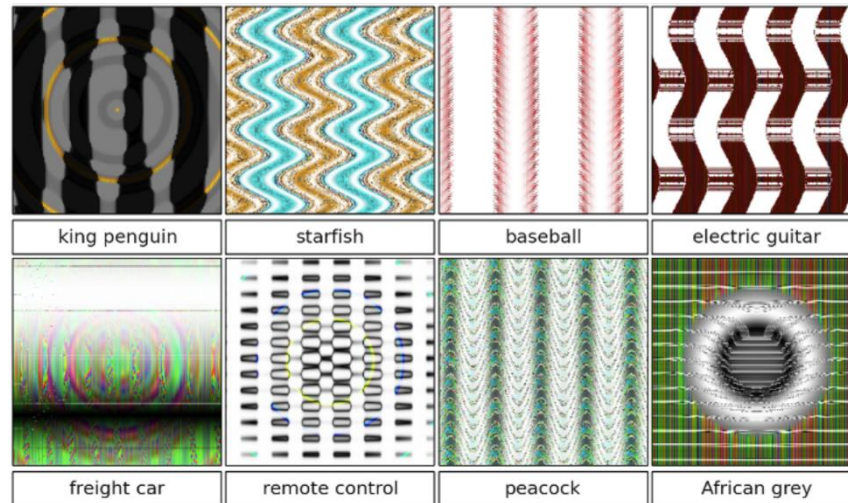 king penguin
starfish
baseball
electric guitar
freight car
remote control
peacock
African grey